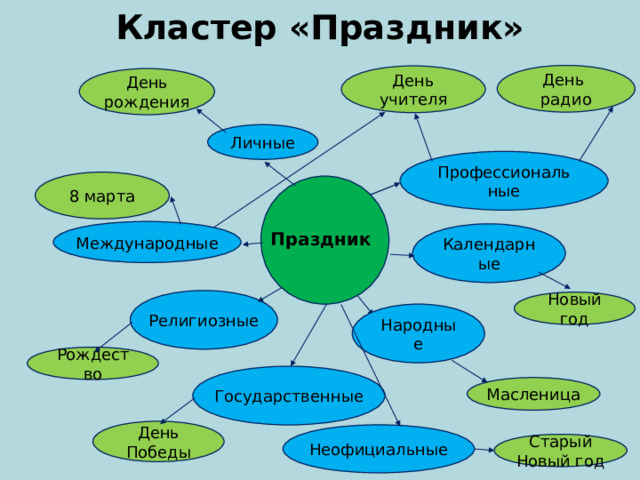 Кластер «Праздник»
День
рождения
День
учителя
День
радио
Личные
Профессиональ
ные
8 марта
Праздник
Международные
Календарн
ые
Новый
год
Религиозные
Народны
е
Рождест
во
Государственные
Масленица
День
Победы
Неофициальные
Старый
Новый год